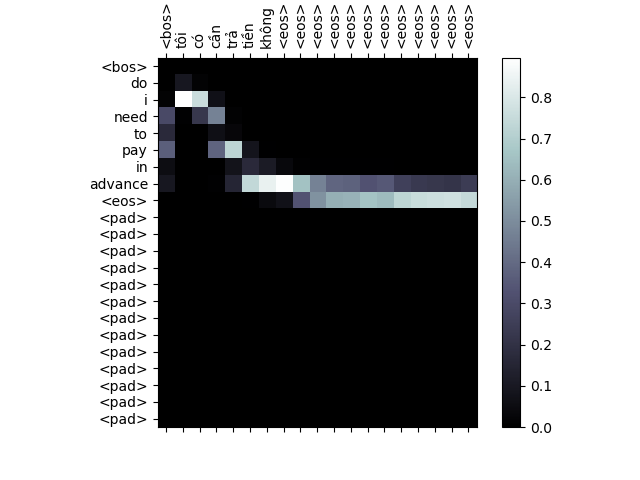 <bos> tôi có cần trả tiền không <eos> <eos> <eos> <eos> <eos> <eos> <eos> <eos> <eos> <eos> <eos> <eos>
<bos>
do
i
need
to
pay
in
advance
<eos>
<pad>
<pad>
<pad>
<pad>
<pad>
<pad>
<pad>
<pad>
<pad>
<pad>
<pad>
<pad>
<pad>
0.8
0.7
0.6
0.5
0.4
0.3
0.2
0.1
0.0